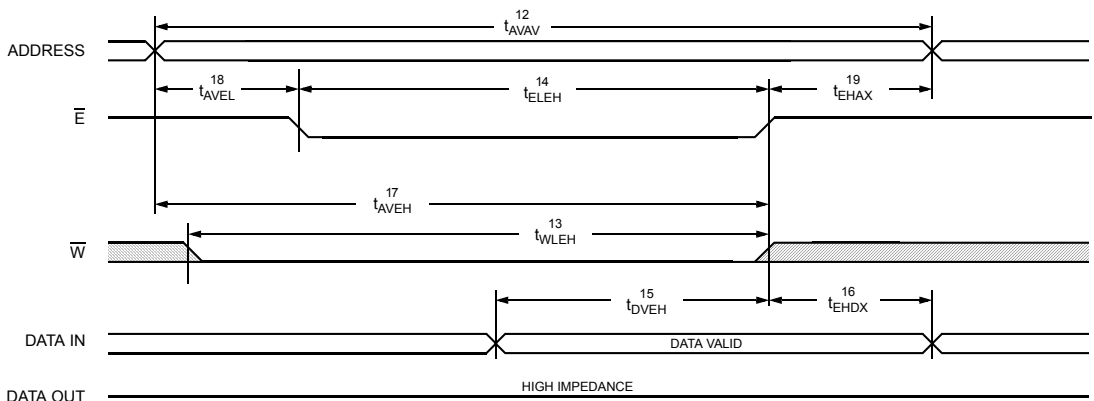 12
tAVAV
ADDRESS
18
tAVEL
14
tELEH
19
tEHAX
E
17
tAVEH
13
tWLEH
W
15
tDVEH
16
tEHDX
DATA IN
DATA VALID
HIGH IMPEDANCE
DATA OUT